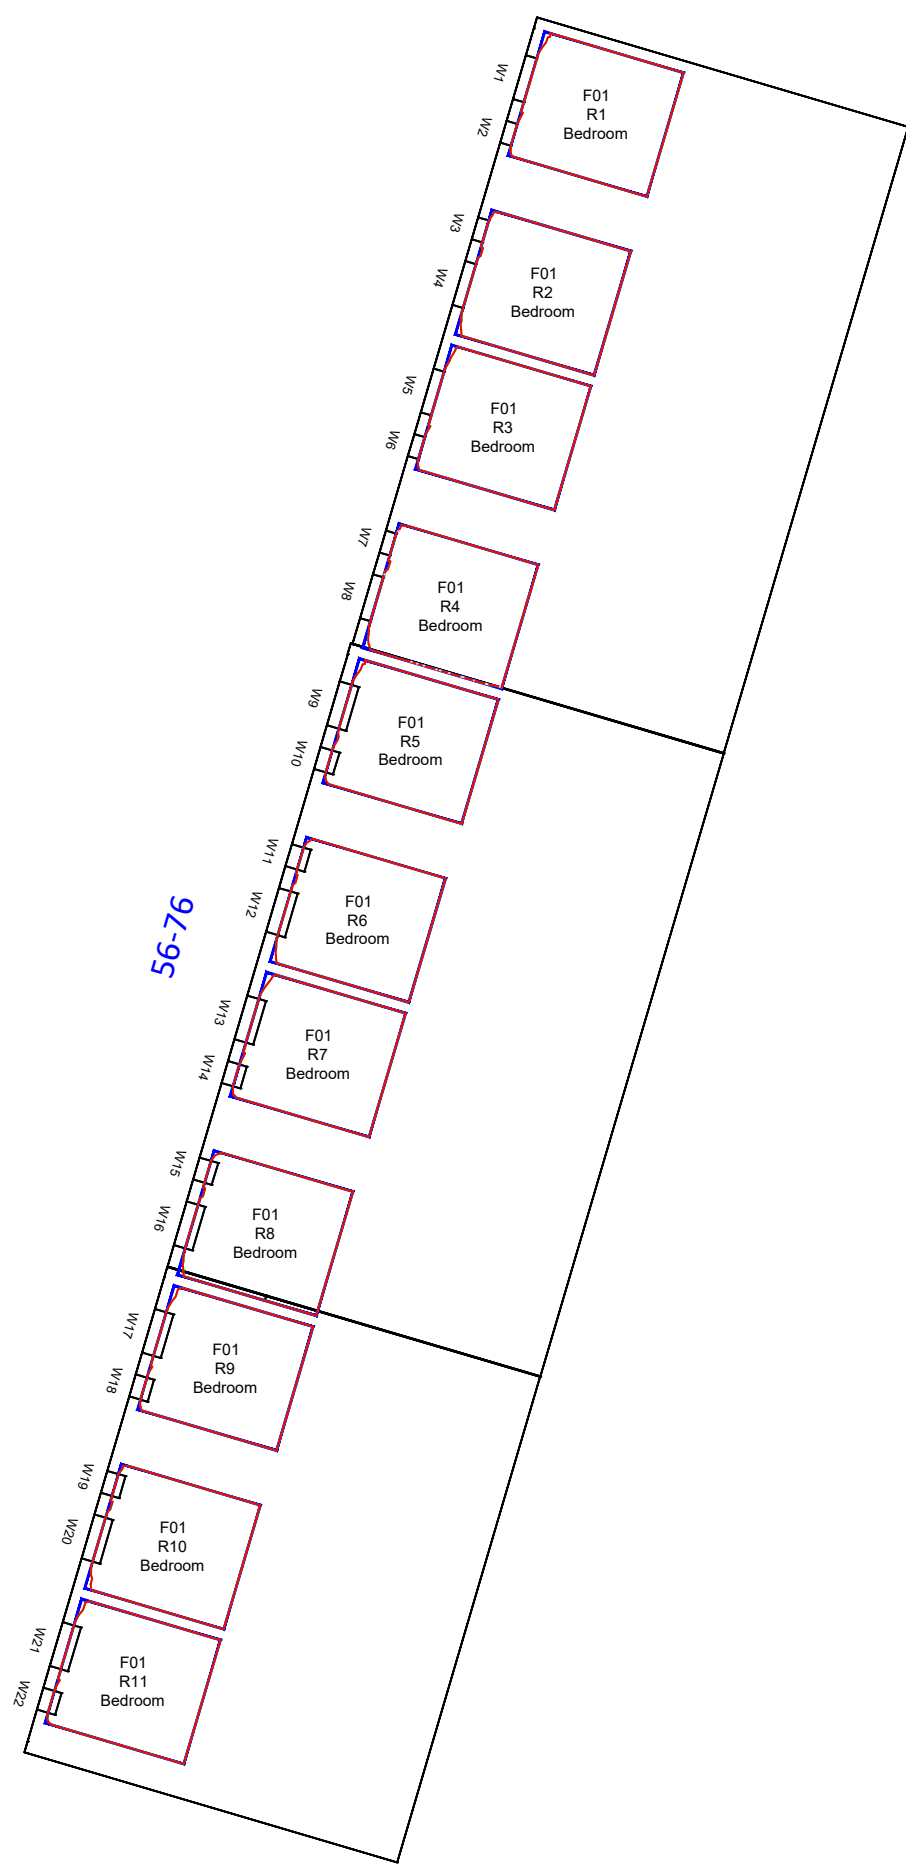 W1
W2
F01
R1
Bedroom
W3
W4
F01
R2
Bedroom
W5
W6
F01
R3
Bedroom
W7
W8
F01
R4
Bedroom
W9
W10
F01
R5
Bedroom
W11
W12
F01
R6
Bedroom
56-76
W13
W14
F01
R7
Bedroom
W15
W16
F01
R8
Bedroom
W17
W18
F01
R9
Bedroom
W19
W20
F01
R10
Bedroom
W21
W22
F01
R11
Bedroom